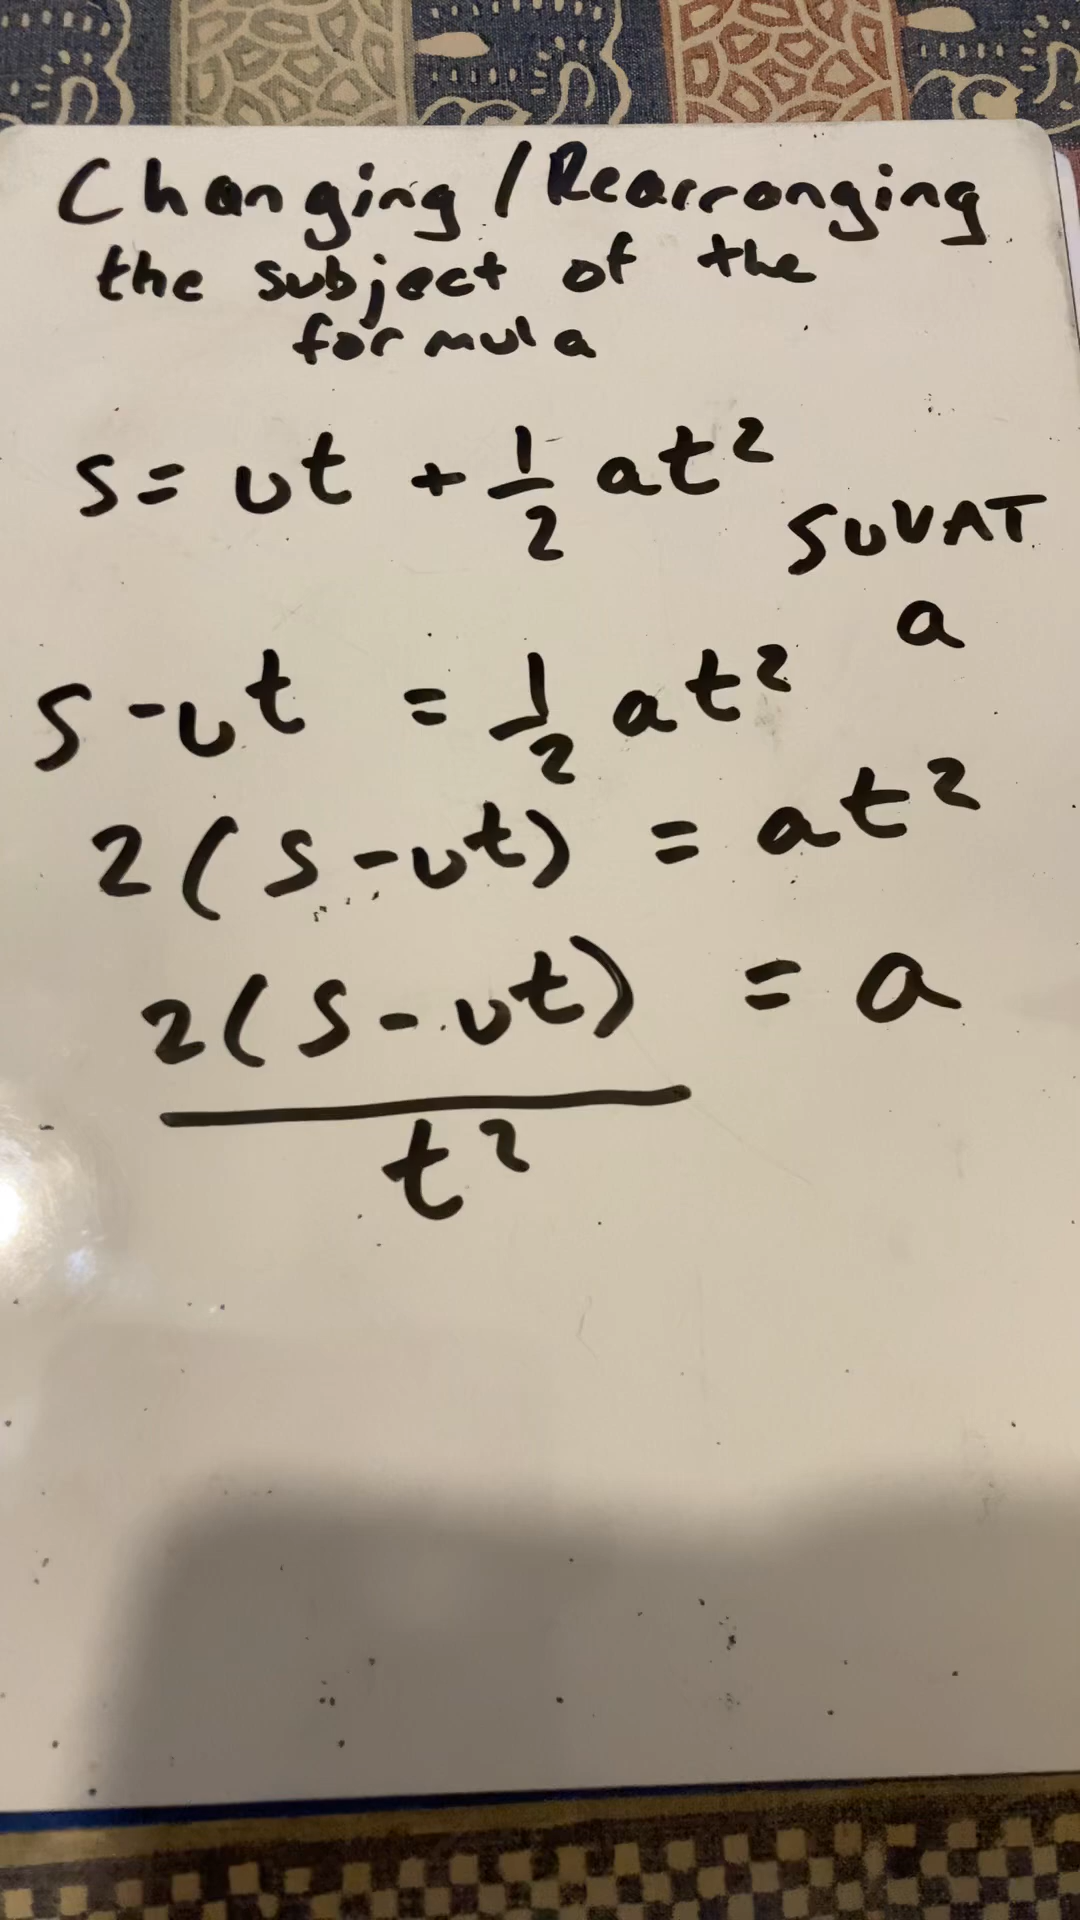 Changing / Rearranging
the subject of the
formula
s = ut + 1/2 at²
SUVAT
a
s - ut = 1/2 at²
2(s - ut) = at²
2(s - ut) = a
t²